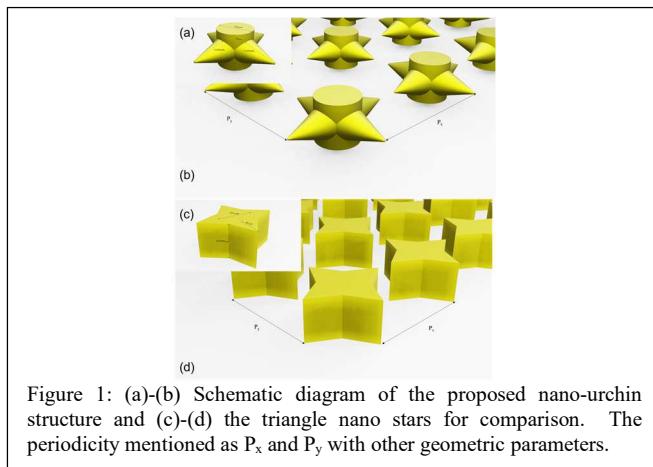 (a)
(b)
(c)
(d)
Figure 1: (a)-(b) Schematic diagram of the proposed nano-urchin
structure and (c)-(d) the triangle nano stars for comparison. The
periodicity mentioned as Px and Py with other geometric parameters.